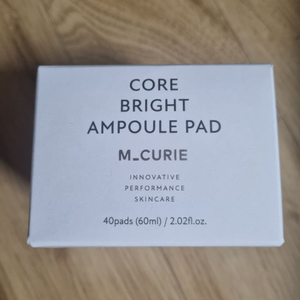 CORE
BRIGHT
AMPOULE PAD
M_CURIE
INNOVATIVE
PERFORMANCE
SKINCARE
40pads (60ml) / 2.02fl.oz.